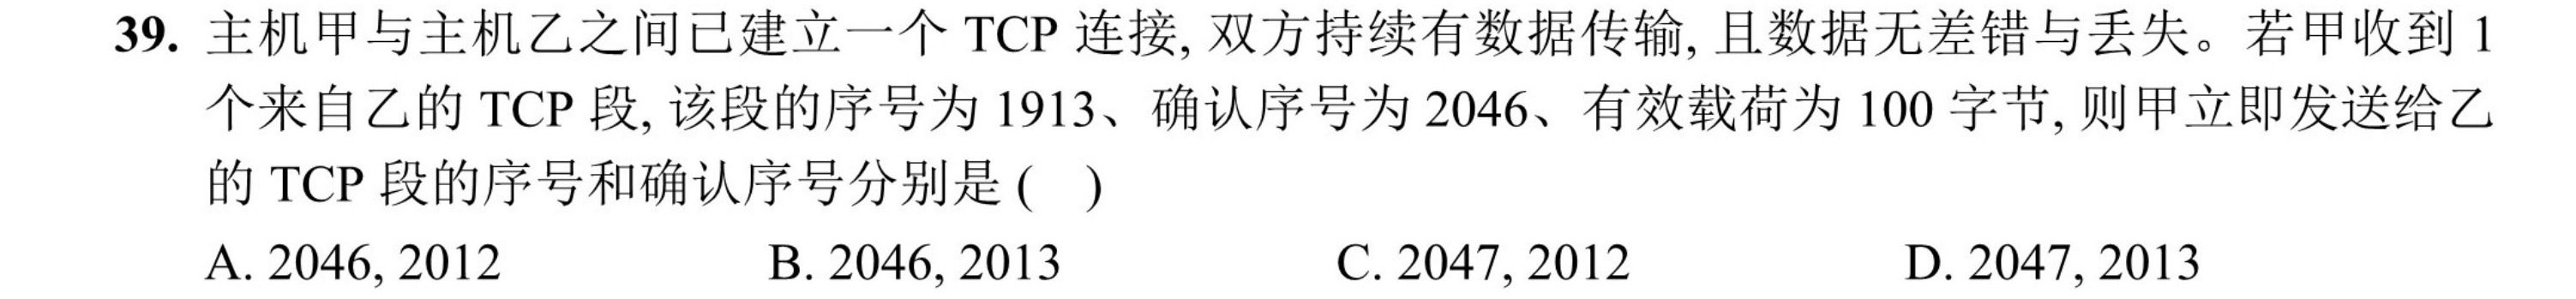 39. 主机甲与主机乙之间已建立一个 TCP 连接, 双方持续有数据传输, 且数据无差错与丢失。若甲收到 1
个来自乙的 TCP 段, 该段的序号为 1913、确认序号为 2046、有效载荷为 100 字节, 则甲立即发送给乙
的 TCP 段的序号和确认序号分别是 (  )
A. 2046, 2012 B. 2046, 2013 C. 2047, 2012 D. 2047, 2013